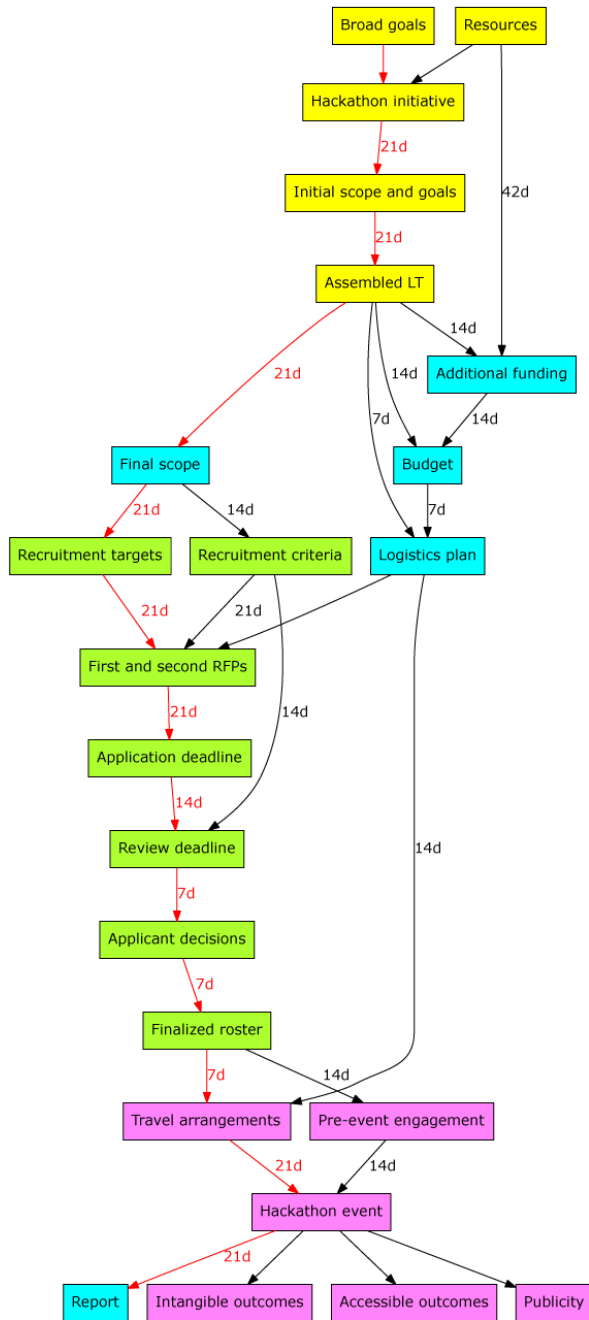 Broad goals
Resources
Hackathon initiative
21d
Initial scope and goals
42d
21d
Assembled LT
14d
21d
14d
Additional funding
7d
14d
Final scope
Budget
21d
14d
7d
Recruitment targets
Recruitment criteria
Logistics plan
21d
21d
First and second RFPs
21d
14d
Application deadline
14d
Review deadline
14d
7d
Applicant decisions
7d
Finalized roster
7d
14d
Travel arrangements
Pre-event engagement
21d
14d
Hackathon event
21d
Report
Intangible outcomes
Accessible outcomes
Publicity